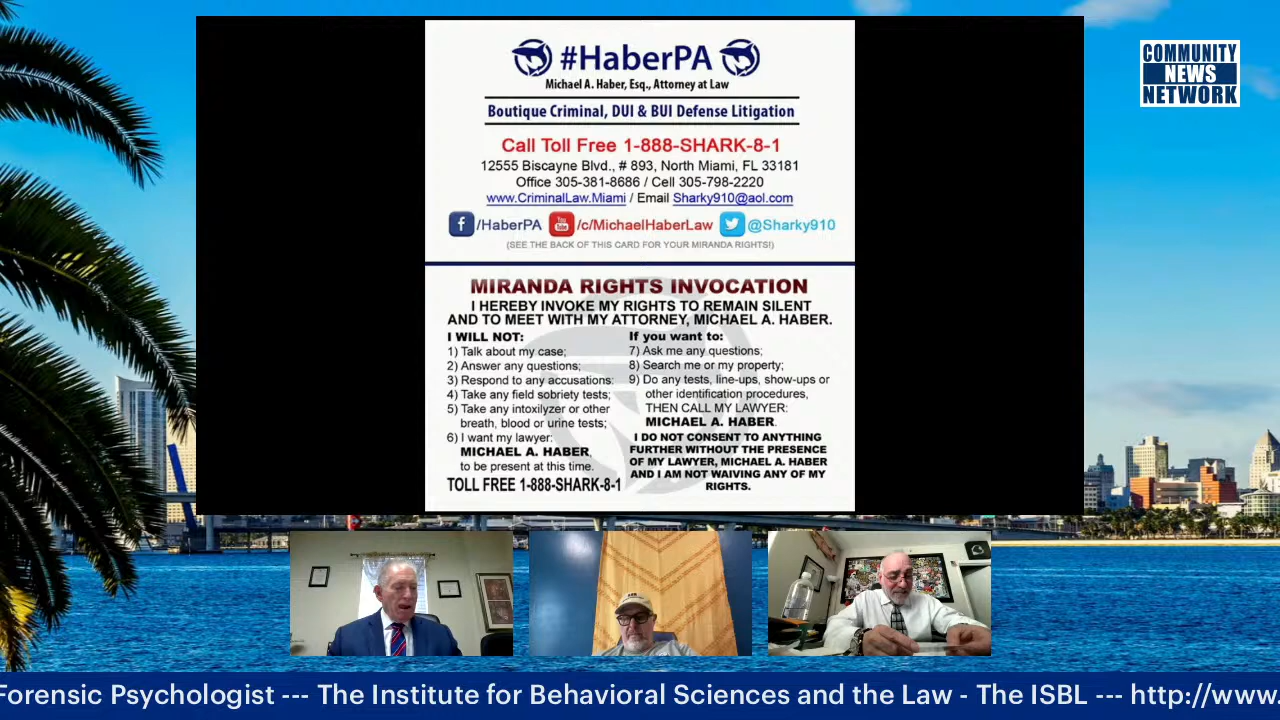 COMMUNITY
NEWS
NETWORK
#HaberPA
Michael A. Haber, Esq., Attorney at Law
Boutique Criminal, DUI & BUI Defense Litigation
Call Toll Free 1-888-SHARK-8-1
12555 Biscayne Blvd., # 893, North Miami, FL 33181
Office 305-381-8686 / Cell 305-798-2220
www.CriminalLaw.Miami / Email Sharky910@aol.com
f /HaberPA You Tube /c/MichaelHaberLaw @Sharky910
(SEE THE BACK OF THIS CARD FOR YOUR MIRANDA RIGHTS!)
MIRANDA RIGHTS INVOCATION
I HEREBY INVOKE MY RIGHTS TO REMAIN SILENT
AND TO MEET WITH MY ATTORNEY, MICHAEL A. HABER.
I WILL NOT:
1) Talk about my case;
2) Answer any questions;
3) Respond to any accusations:
4) Take any field sobriety tests;
5) Take any intoxilyzer or other
breath, blood or urine tests;
6) I want my lawyer:
MICHAEL A. HABER,
to be present at this time.
TOLL FREE 1-888-SHARK-8-1
If you want to:
7) Ask me any questions;
8) Search me or my property;
9) Do any tests, line-ups, show-ups or
other identification procedures,
THEN CALL MY LAWYER:
MICHAEL A. HABER.
I DO NOT CONSENT TO ANYTHING
FURTHER WITHOUT THE PRESENCE
OF MY LAWYER, MICHAEL A. HABER
AND I AM NOT WAIVING ANY OF MY
RIGHTS.
Forensic Psychologist --- The Institute for Behavioral Sciences and the Law - The ISBL --- http://www.